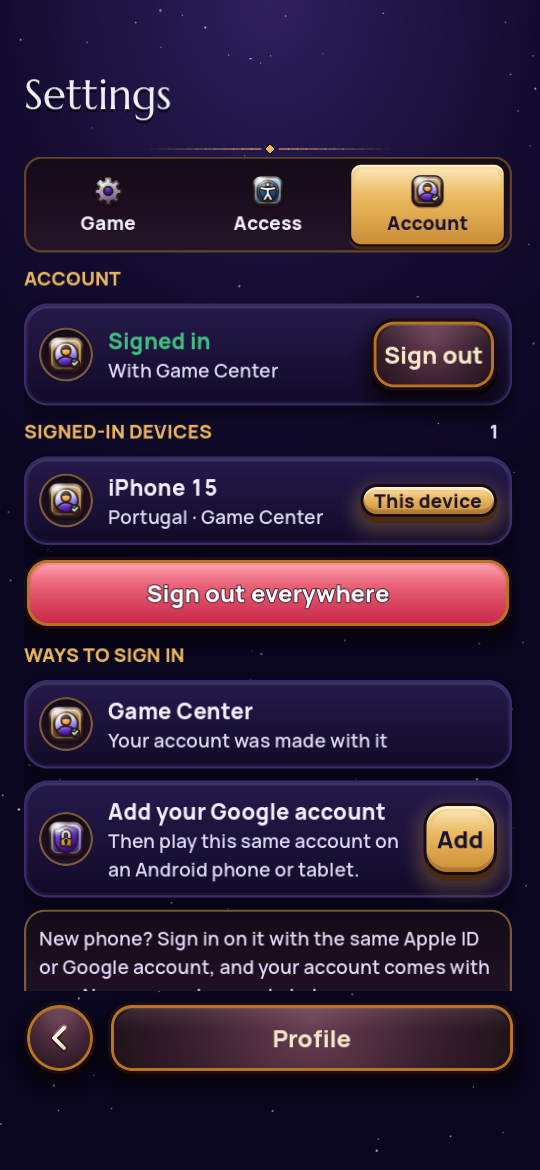 Settings
Game
Access
Account
ACCOUNT
Signed in
With Game Center
Sign out
SIGNED-IN DEVICES
1
iPhone 15
Portugal · Game Center
This device
Sign out everywhere
WAYS TO SIGN IN
Game Center
Your account was made with it
Add your Google account
Then play this same account on
an Android phone or tablet.
Add
New phone? Sign in on it with the same Apple ID
or Google account, and your account comes with
Profile